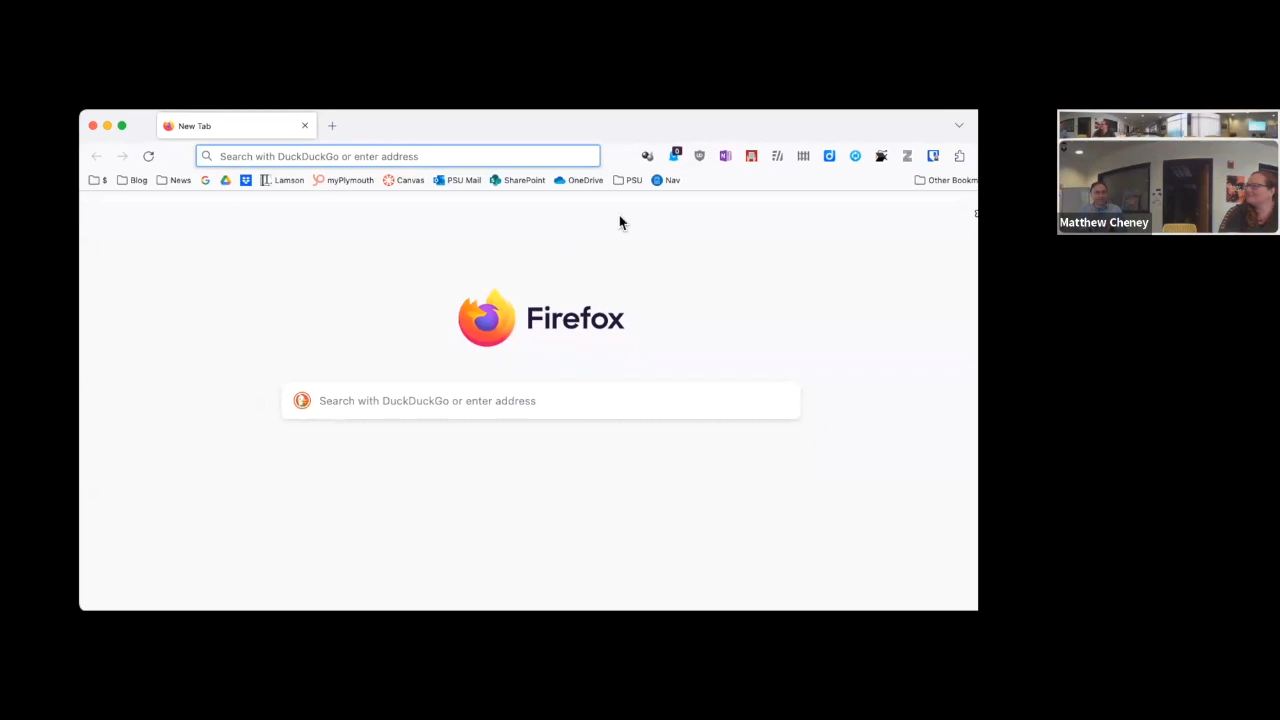 New Tab
Search with DuckDuckGo or enter address
0
$ Blog News Lamson myPlymouth Canvas PSU Mail SharePoint OneDrive PSU Nav Other Bookm
Firefox
Search with DuckDuckGo or enter address
Matthew Cheney